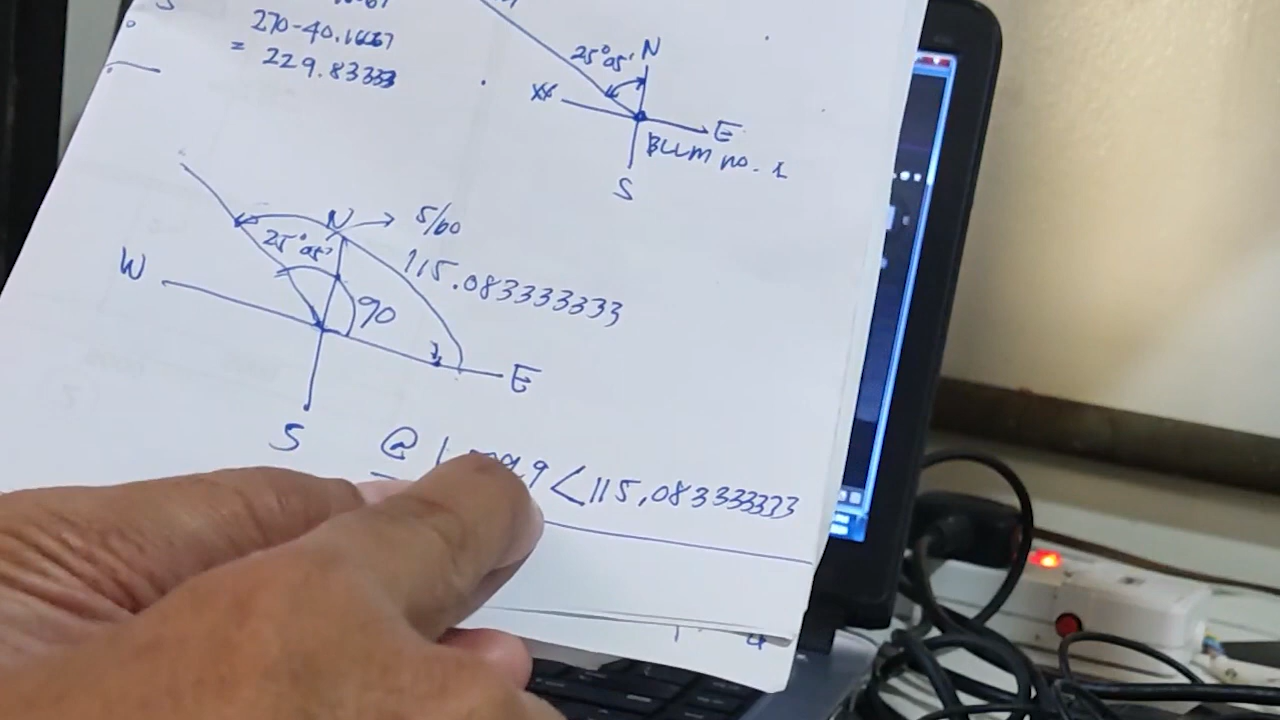 270-40.1667
= 229.83333
25°05'
N
E
BLLM no. 1
S
N
5/60
25°05'
115.083333333
W
90
E
S
@ 9 <115.083333333